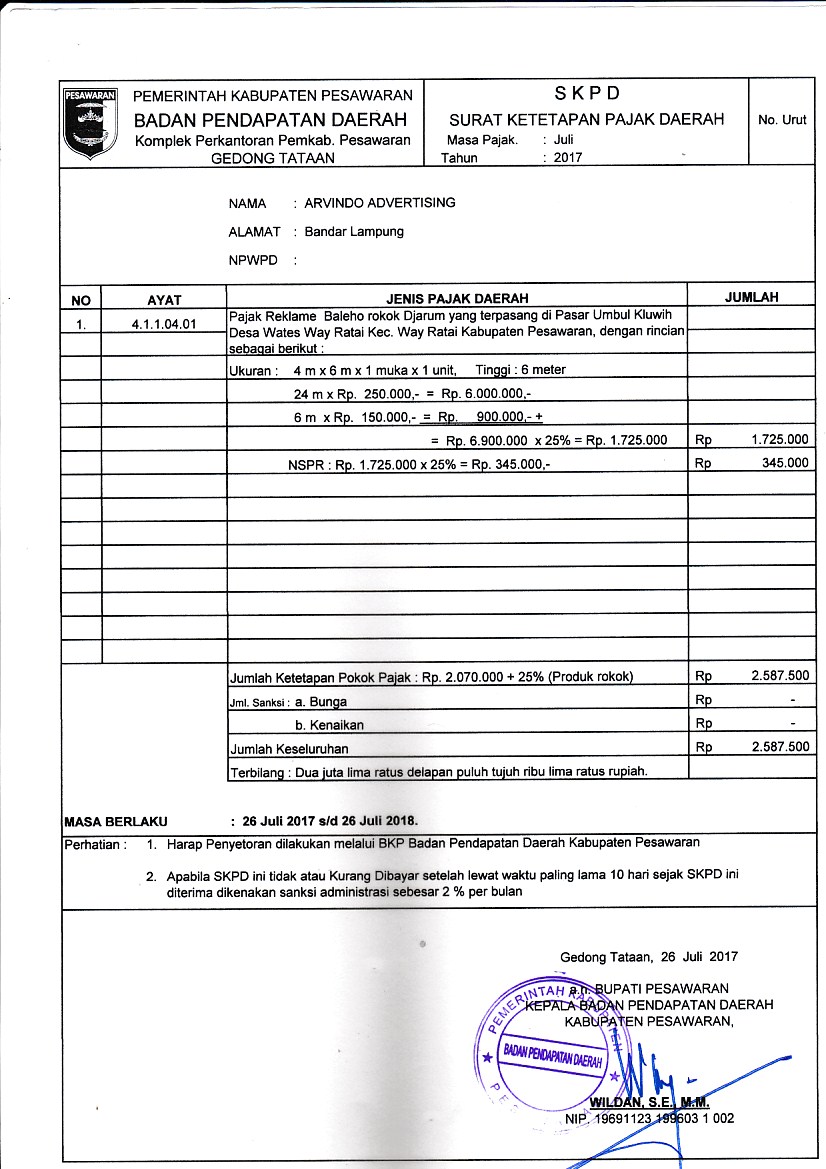 PESAWARAN
PEMERINTAH KABUPATEN PESAWARAN
BADAN PENDAPATAN DAERAH
Komplek Perkantoran Pemkab. Pesawaran
GEDONG TATAAN
S K P D
SURAT KETETAPAN PAJAK DAERAH
Masa Pajak. : Juli
Tahun : 2017
No. Urut
NAMA : ARVINDO ADVERTISING
ALAMAT : Bandar Lampung
NPWPD :
NO AYAT JENIS PAJAK DAERAH JUMLAH
1. 4.1.1.04.01 Pajak Reklame Baleho rokok Djarum yang terpasang di Pasar Umbul Kluwih
Desa Wates Way Ratai Kec. Way Ratai Kabupaten Pesawaran, dengan rincian
sebagai berikut :
Ukuran : 4 m x 6 m x 1 muka x 1 unit, Tinggi : 6 meter
24 m x Rp. 250.000,- = Rp. 6.000.000,-
6 m x Rp. 150.000,- = Rp. 900.000,- +
= Rp. 6.900.000 x 25% = Rp. 1.725.000 Rp 1.725.000
NSPR : Rp. 1.725.000 x 25% = Rp. 345.000,- Rp 345.000
Jumlah Ketetapan Pokok Pajak : Rp. 2.070.000 + 25% (Produk rokok) Rp 2.587.500
Jml. Sanksi : a. Bunga Rp -
b. Kenaikan Rp -
Jumlah Keseluruhan Rp 2.587.500
Terbilang : Dua juta lima ratus delapan puluh tujuh ribu lima ratus rupiah.
MASA BERLAKU : 26 Juli 2017 s/d 26 Juli 2018.
Perhatian : 1. Harap Penyetoran dilakukan melalui BKP Badan Pendapatan Daerah Kabupaten Pesawaran
2. Apabila SKPD ini tidak atau Kurang Dibayar setelah lewat waktu paling lama 10 hari sejak SKPD ini
diterima dikenakan sanksi administrasi sebesar 2 % per bulan
Gedong Tataan, 26 Juli 2017
a.n. BUPATI PESAWARAN
KEPALA BADAN PENDAPATAN DAERAH
KABUPATEN PESAWARAN,
PEMERINTAH KABUPATEN
BADAN PENDAPATAN DAERAH
WILDAN, S.E., M.M.
NIP. 19691123 199603 1 002